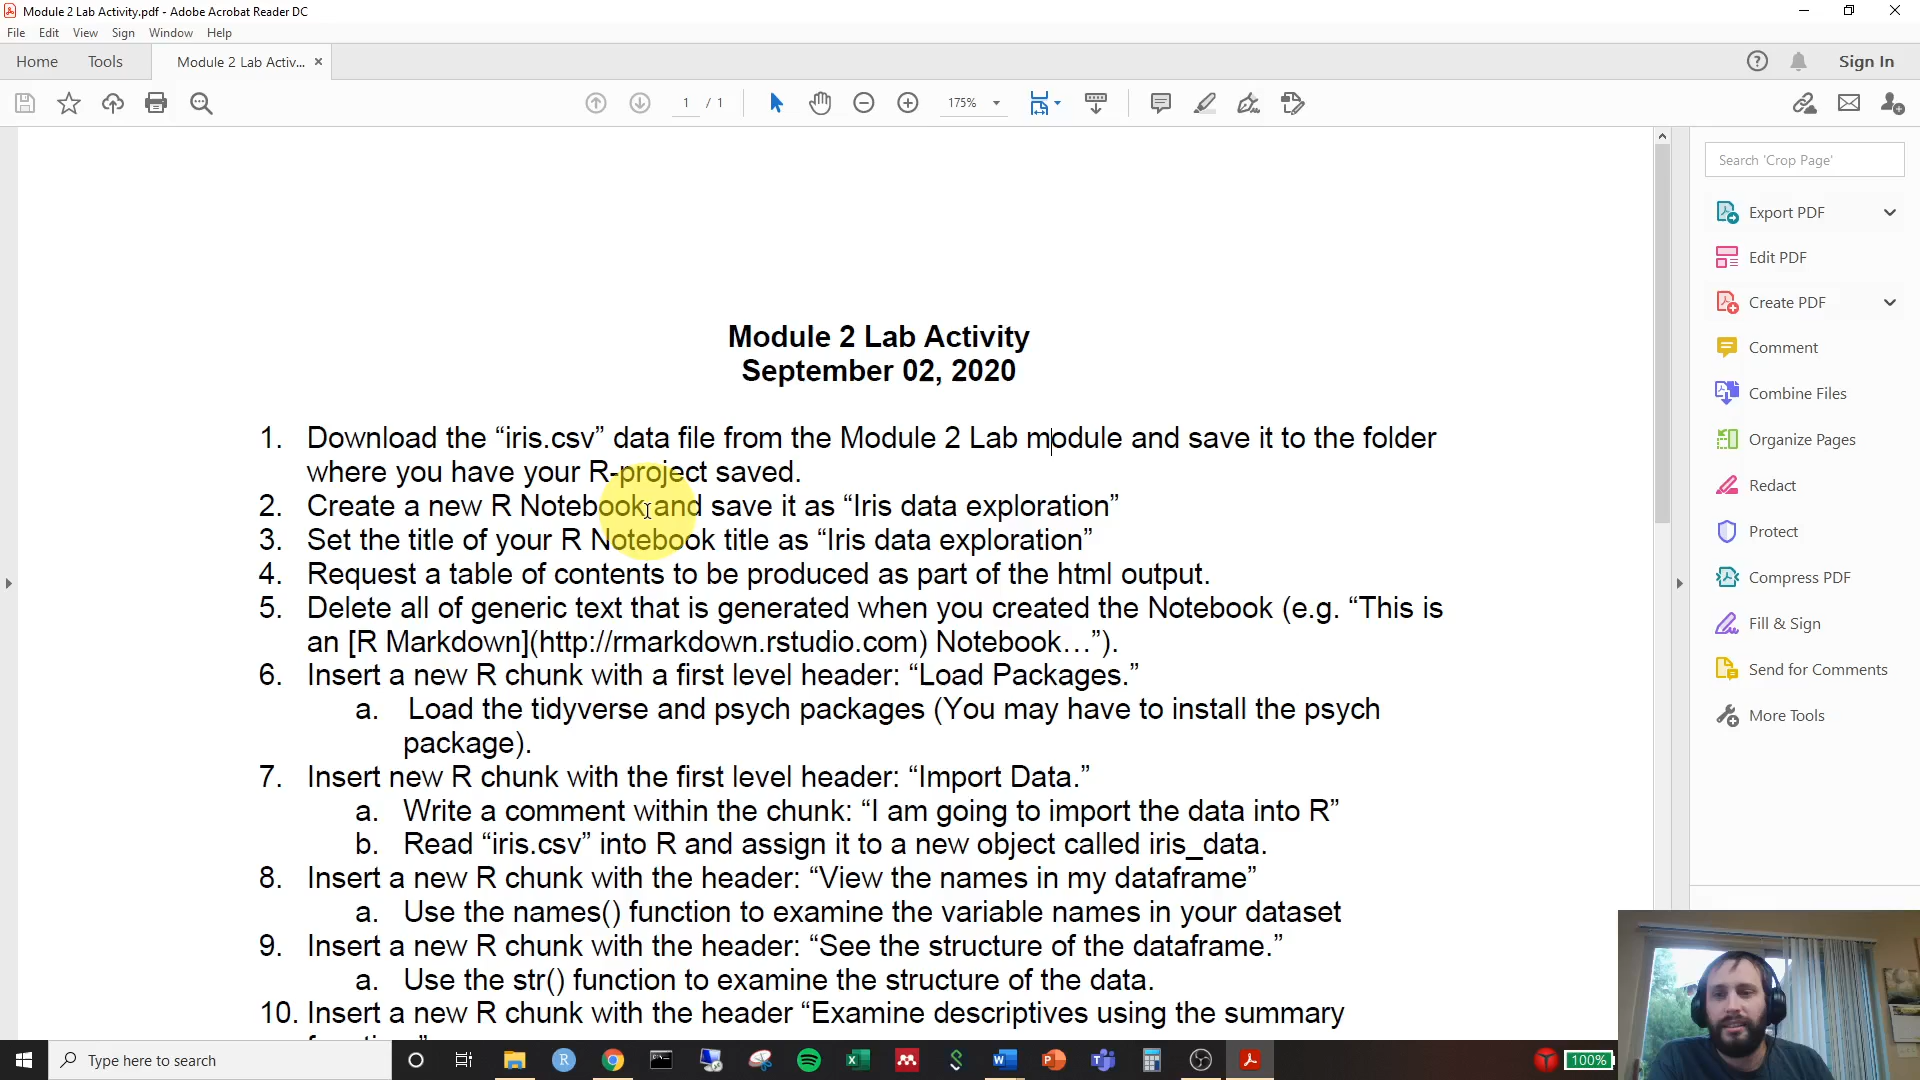 Module 2 Lab Activity.pdf - Adobe Acrobat Reader DC
File Edit View Sign Window Help
Home Tools Module 2 Lab Activ... × Sign In
1 / 1 175%
Search 'Crop Page'
Export PDF
Edit PDF
Create PDF
Comment
Combine Files
Organize Pages
Redact
Protect
Compress PDF
Fill & Sign
Send for Comments
More Tools
Module 2 Lab Activity
September 02, 2020
1. Download the “iris.csv” data file from the Module 2 Lab module and save it to the folder
where you have your R-project saved.
2. Create a new R Notebook and save it as “Iris data exploration”
3. Set the title of your R Notebook title as “Iris data exploration”
4. Request a table of contents to be produced as part of the html output.
5. Delete all of generic text that is generated when you created the Notebook (e.g. “This is
an [R Markdown](http://rmarkdown.rstudio.com) Notebook…”).
6. Insert a new R chunk with a first level header: “Load Packages.”
a. Load the tidyverse and psych packages (You may have to install the psych
package).
7. Insert new R chunk with the first level header: “Import Data.”
a. Write a comment within the chunk: “I am going to import the data into R”
b. Read “iris.csv” into R and assign it to a new object called iris_data.
8. Insert a new R chunk with the header: “View the names in my dataframe”
a. Use the names() function to examine the variable names in your dataset
9. Insert a new R chunk with the header: “See the structure of the dataframe.”
a. Use the str() function to examine the structure of the data.
10. Insert a new R chunk with the header “Examine descriptives using the summary
Type here to search
100%